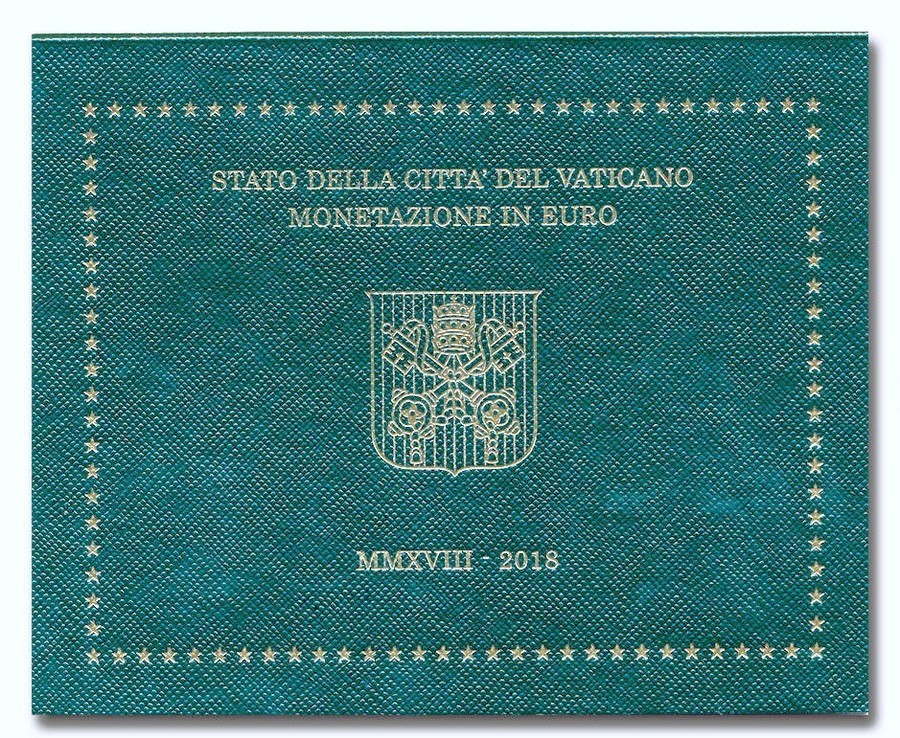 STATO DELLA CITTA' DEL VATICANO
MONETAZIONE IN EURO
MMXVIII - 2018